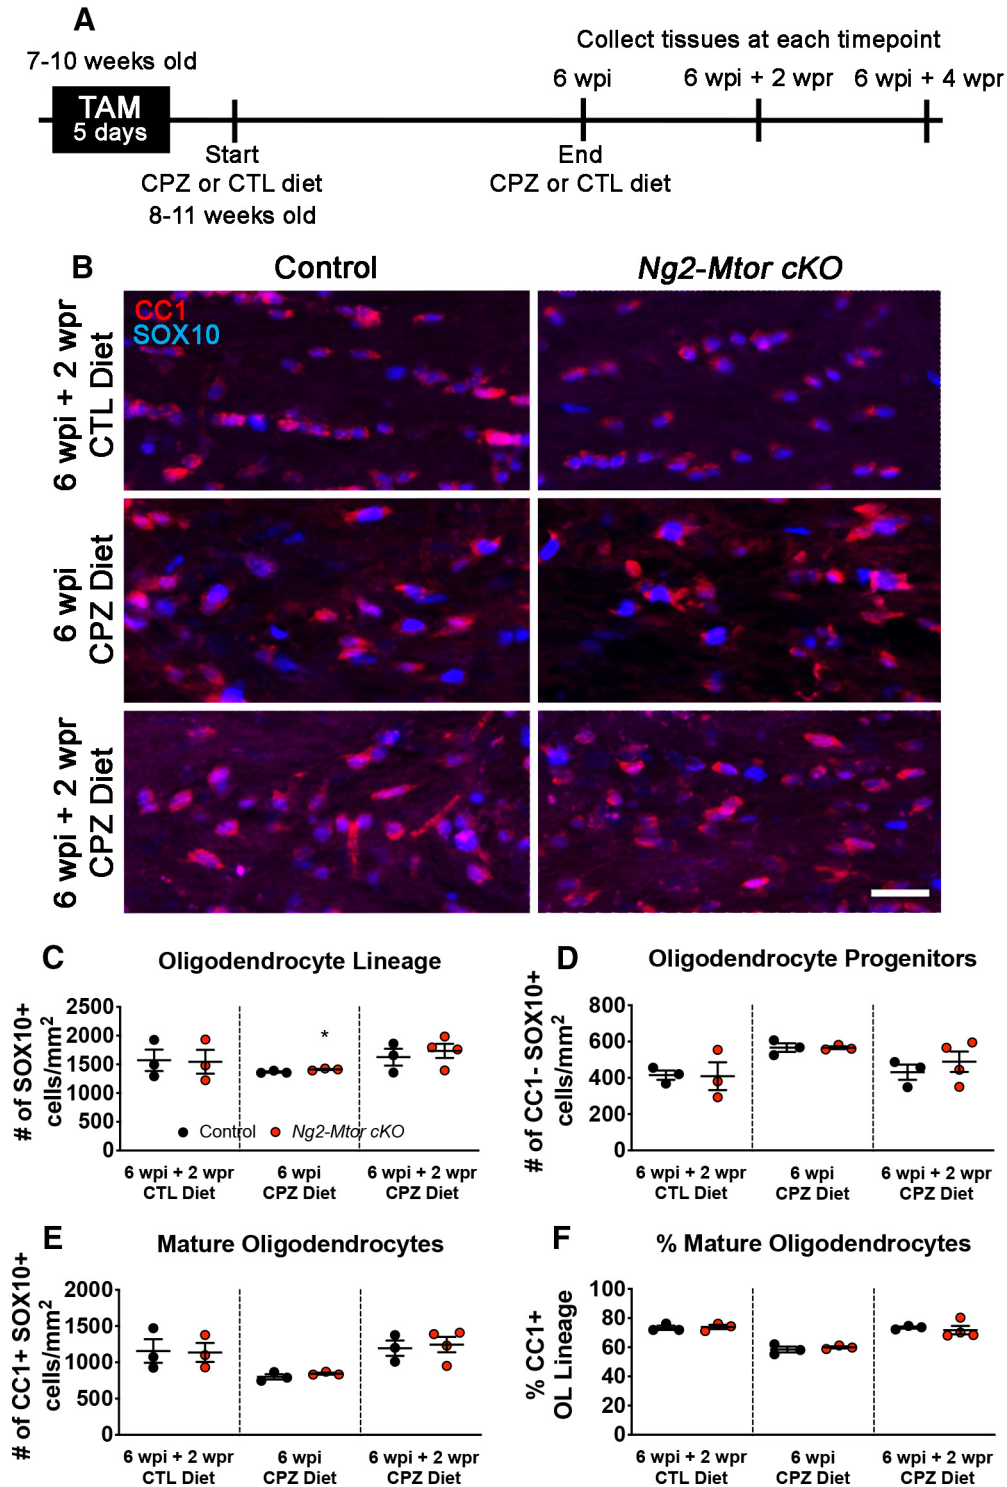 A
7-10 weeks old
TAM
5 days
Collect tissues at each timepoint
6 wpi
6 wpi + 2 wpr
6 wpi + 4 wpr
Start
CPZ or CTL diet
8-11 weeks old
End
CPZ or CTL diet
B
Control
Ng2-Mtor cKO
CC1
SOX10
6 wpi + 2 wpr
CTL Diet
6 wpi
CPZ Diet
6 wpi + 2 wpr
CPZ Diet
C
Oligodendrocyte Lineage
# of SOX10+
cells/mm²
2500
2000
1500
1000
500
0
*
Control
Ng2-Mtor cKO
6 wpi + 2 wpr
CTL Diet
6 wpi
CPZ Diet
6 wpi + 2 wpr
CPZ Diet
D
Oligodendrocyte Progenitors
# of CC1- SOX10+
cells/mm²
800
600
400
200
0
6 wpi + 2 wpr
CTL Diet
6 wpi
CPZ Diet
6 wpi + 2 wpr
CPZ Diet
E
Mature Oligodendrocytes
# of CC1+ SOX10+
cells/mm²
2000
1500
1000
500
0
6 wpi + 2 wpr
CTL Diet
6 wpi
CPZ Diet
6 wpi + 2 wpr
CPZ Diet
F
% Mature Oligodendrocytes
% CC1+
OL Lineage
100
80
60
40
20
0
6 wpi + 2 wpr
CTL Diet
6 wpi
CPZ Diet
6 wpi + 2 wpr
CPZ Diet